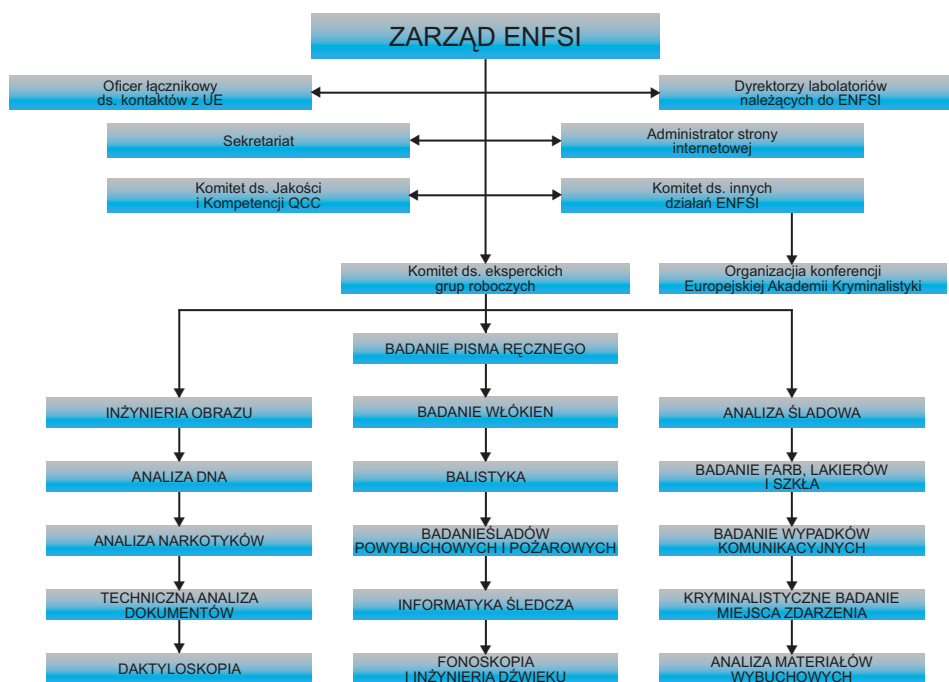 ZARZĄD ENFSI
Oficer łącznikowy
ds. kontaktów z UE
Dyrektorzy labolatoriów
należących do ENFSI
Sekretariat
Administrator strony
internetowej
Komitet ds. Jakości
i Kompetencji QCC
Komitet ds. innych
działań ENFSI
Komitet ds. eksperckich
grup roboczych
Organizacjia konferencji
Europejskiej Akademii Kryminalistyki
BADANIE PISMA RĘCZNEGO
INŻYNIERIA OBRAZU
BADANIE WŁÓKIEN
ANALIZA ŚLADOWA
ANALIZA DNA
BALISTYKA
BADANIE FARB, LAKIERÓW
I SZKŁA
ANALIZA NARKOTYKÓW
BADANIEŚLADÓW
POWYBUCHOWYCH I POŻAROWYCH
BADANIE WYPADKÓW
KOMUNIKACYJNYCH
TECHNICZNA ANALIZA
DOKUMENTÓW
INFORMATYKA ŚLEDCZA
KRYMINALISTYCZNE BADANIE
MIEJSCA ZDARZENIA
DAKTYLOSKOPIA
FONOSKOPIA
I INŻYNIERIA DŹWIEKU
ANALIZA MATERIAŁÓW
WYBUCHOWYCH